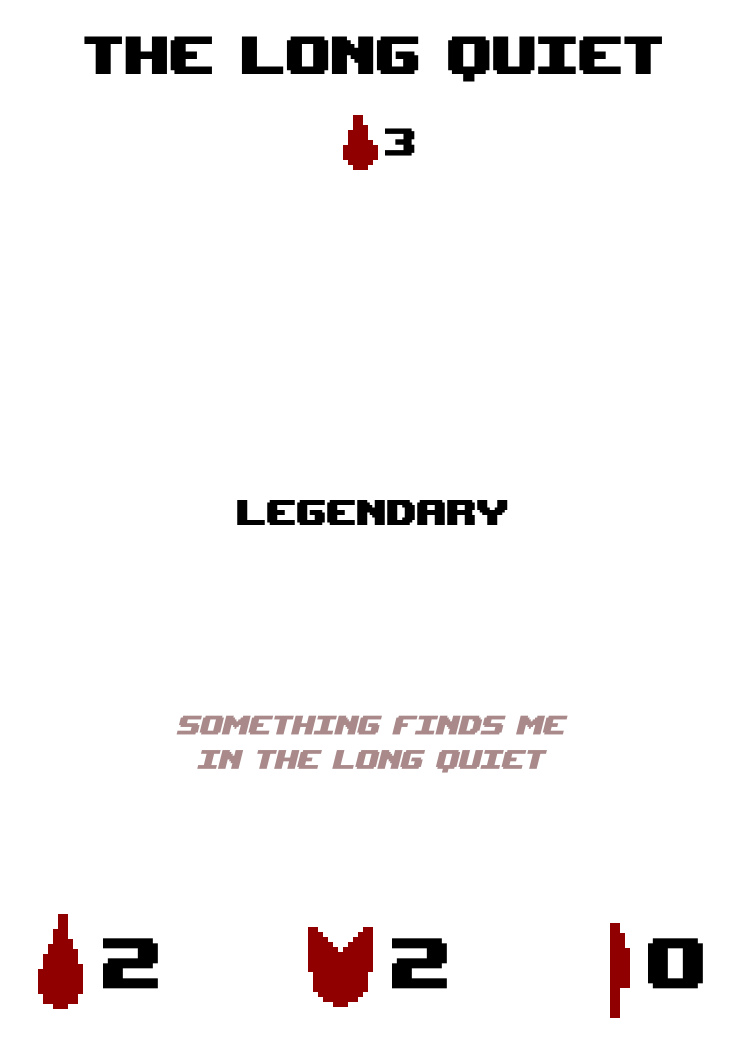 THE LONG QUIET
3
LEGENDARY
SOMETHING FINDS ME
IN THE LONG QUIET
2 2 0